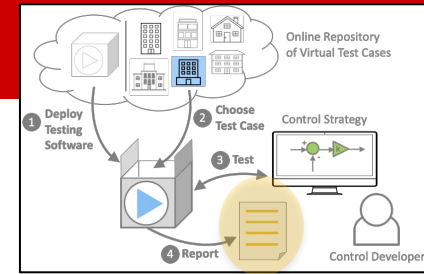 Online Repository
of Virtual Test Cases
1 Deploy
Testing
Software
2 Choose
Test Case
Control Strategy
3 Test
4 Report
Control Developer